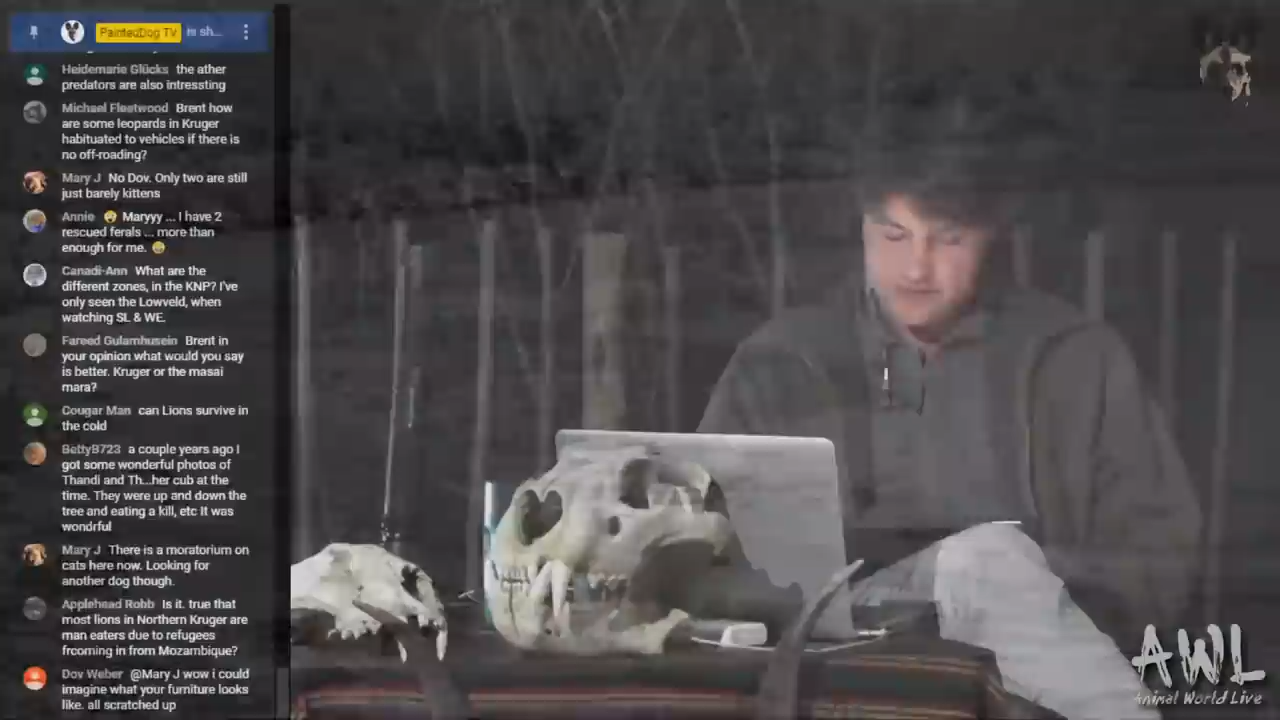 PaintedDog TV is sh...
Heidemarie Glücks the ather
predators are also intressting
Michael Fleetwood Brent how
are some leopards in Kruger
habituated to vehicles if there is
no off-roading?
Mary J No Dov. Only two are still
just barely kittens
Annie 😩 Maryyy ... I have 2
rescued ferals ... more than
enough for me. 😄
Canadi-Ann What are the
different zones, in the KNP? I've
only seen the Lowveld, when
watching SL & WE.
Fareed Gulamhusein Brent in
your opinion what would you say
is better. Kruger or the masai
mara?
Cougar Man can Lions survive in
the cold
BettyB723 a couple years ago I
got some wonderful photos of
Thandi and Th...her cub at the
time. They were up and down the
tree and eating a kill, etc It was
wondrful
Mary J There is a moratorium on
cats here now. Looking for
another dog though.
Applehead Robb Is it. true that
most lions in Northern Kruger are
man eaters due to refugees
frcoming in from Mozambique?
Dov Weber @Mary J wow i could
imagine what your furniture looks
like. all scratched up
AWL
Animal World Live